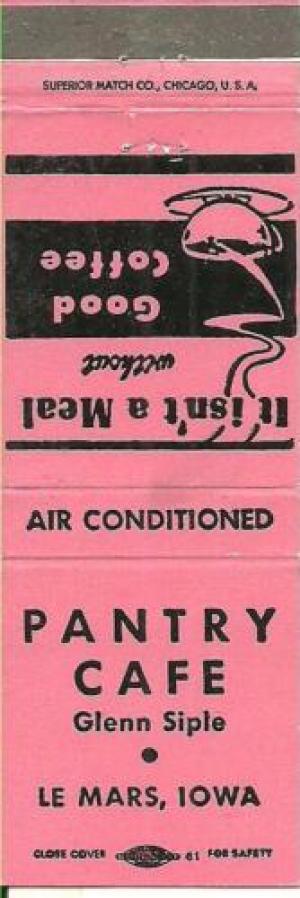 SUPERIOR MATCH CO., CHICAGO, U.S.A.
It isn't a Meal
without
Good
Coffee
AIR CONDITIONED
PANTRY
CAFE
Glenn Siple
LE MARS, IOWA
CLOSE COVER 61 FOR SAFETY